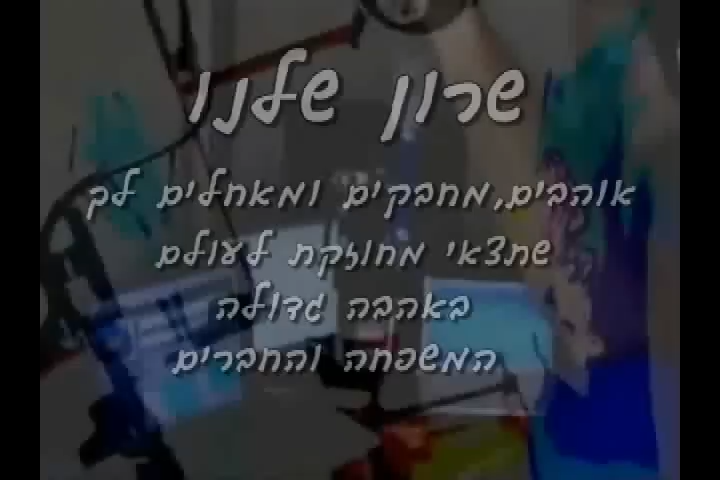 שרון שלנו
אוהבים,מחבקים ומאחלים לך
שתצאי מחוזקת לעולם
באהבה גדולה
המשפחה והחברים